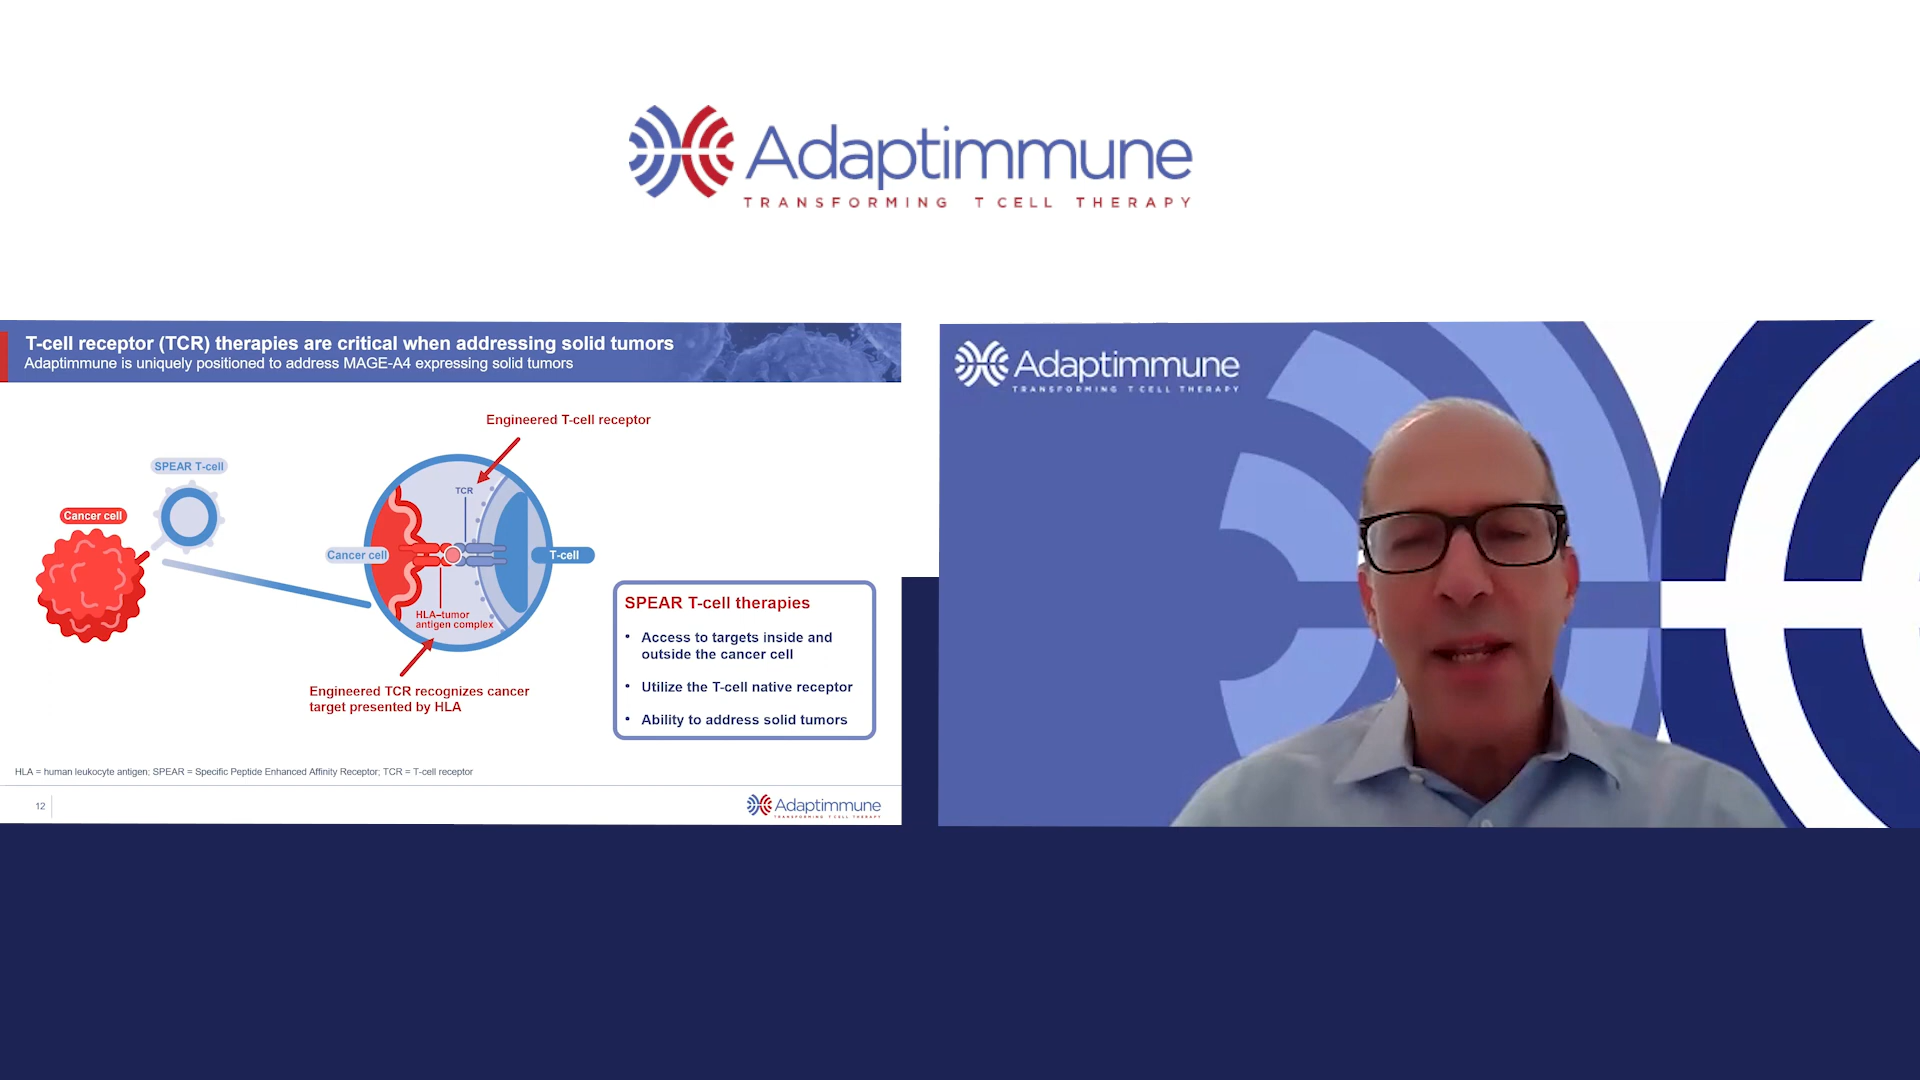 Adaptimmune
TRANSFORMING T CELL THERAPY
T-cell receptor (TCR) therapies are critical when addressing solid tumors
Adaptimmune is uniquely positioned to address MAGE-A4 expressing solid tumors
Engineered T-cell receptor
SPEAR T-cell
TCR
Cancer cell
Cancer cell
T-cell
HLA–tumor
antigen complex
Engineered TCR recognizes cancer
target presented by HLA
SPEAR T-cell therapies
• Access to targets inside and
outside the cancer cell
• Utilize the T-cell native receptor
• Ability to address solid tumors
HLA = human leukocyte antigen; SPEAR = Specific Peptide Enhanced Affinity Receptor; TCR = T-cell receptor
12
Adaptimmune
TRANSFORMING T CELL THERAPY
Adaptimmune
TRANSFORMING T CELL THERAPY